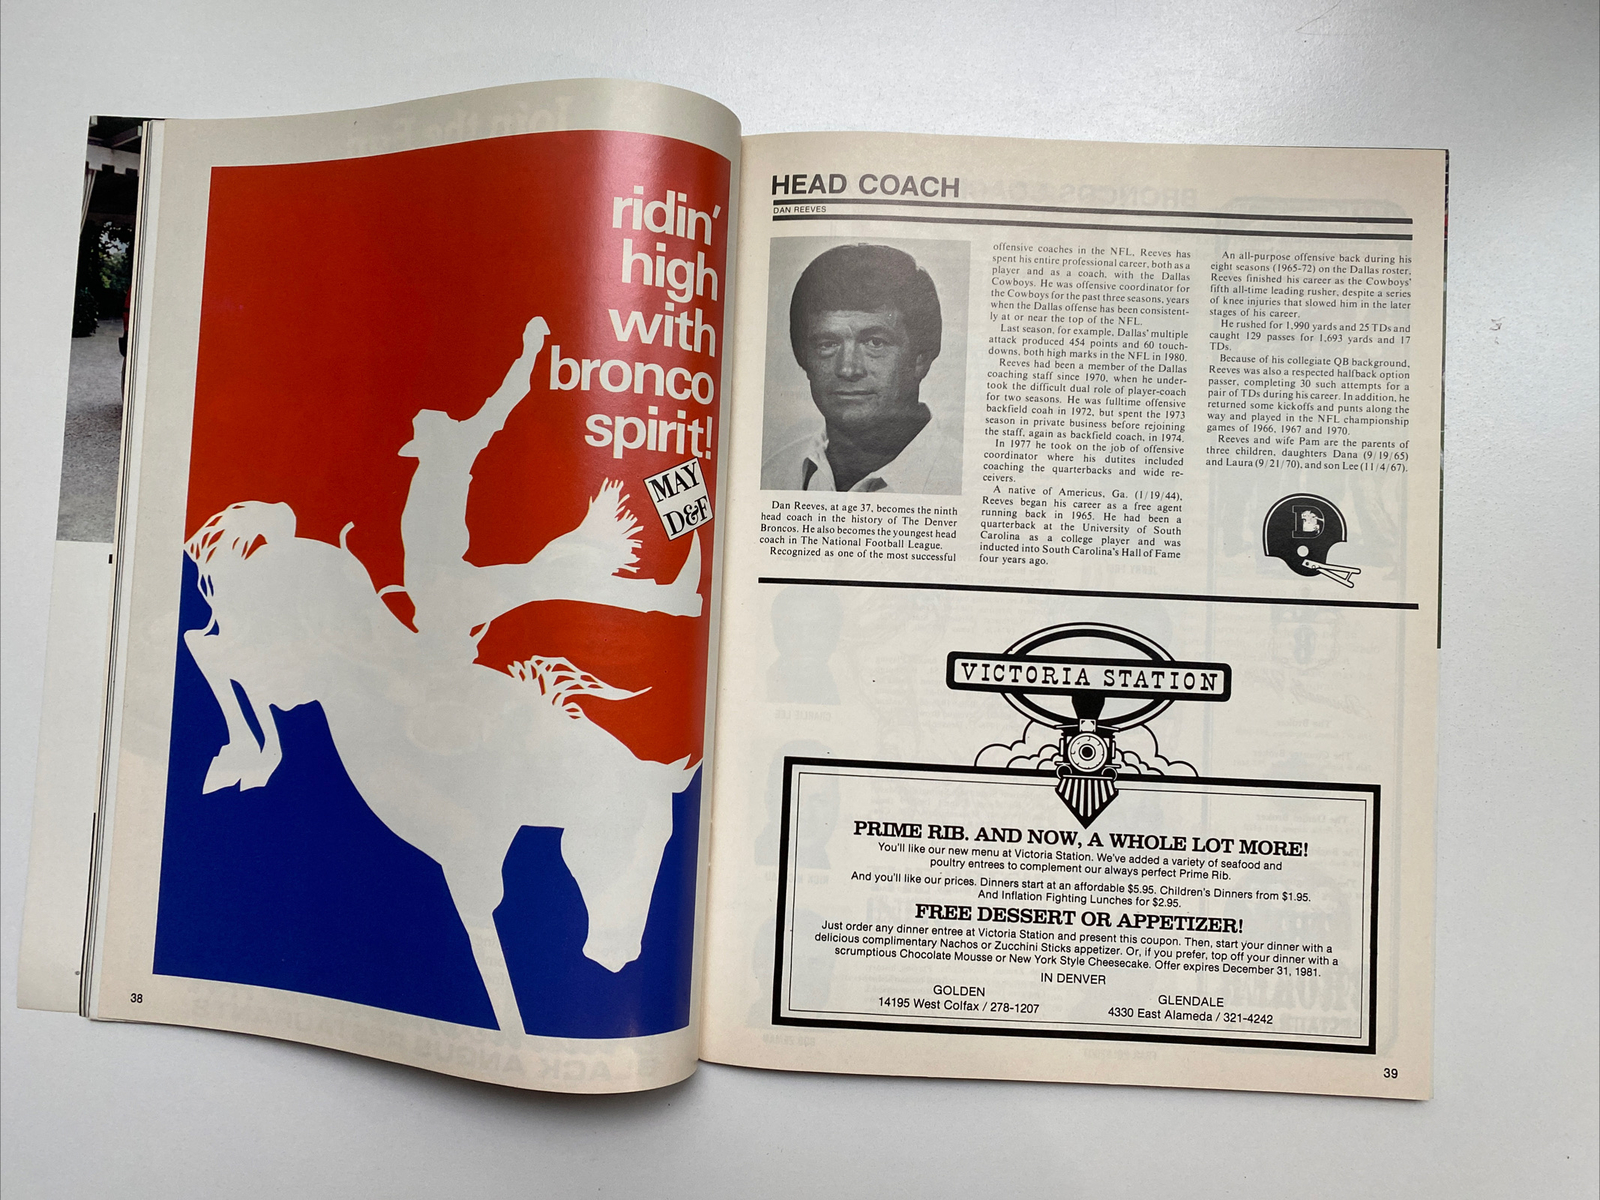 ridin'
high
with
bronco
spirit!
MAY
D&F
38
HEAD COACH
DAN REEVES
Dan Reeves, at age 37, becomes the ninth
head coach in the history of The Denver
Broncos. He also becomes the youngest head
coach in The National Football League.
Recognized as one of the most successful
offensive coaches in the NFL, Reeves has
spent his entire professional career, both as a
player and as a coach, with the Dallas
Cowboys. He was offensive coordinator for
the Cowboys for the past three seasons, years
when the Dallas offense has been consistent-
ly at or near the top of the NFL.
Last season, for example, Dallas' multiple
attack produced 454 points and 60 touch-
downs, both high marks in the NFL in 1980.
Reeves had been a member of the Dallas
coaching staff since 1970, when he under-
took the difficult dual role of player-coach
for two seasons. He was fulltime offensive
backfield coah in 1972, but spent the 1973
season in private business before rejoining
the staff, again as backfield coach, in 1974.
In 1977 he took on the job of offensive
coordinator where his dutites included
coaching the quarterbacks and wide re-
ceivers.
A native of Americus, Ga. (1/19/44),
Reeves began his career as a free agent
running back in 1965. He had been a
quarterback at the University of South
Carolina as a college player and was
inducted into South Carolina's Hall of Fame
four years ago.
An all-purpose offensive back during his
eight seasons (1965-72) on the Dallas roster,
Reeves finished his career as the Cowboys'
fifth all-time leading rusher, despite a series
of knee injuries that slowed him in the later
stages of his career.
He rushed for 1,990 yards and 25 TDs and
caught 129 passes for 1,693 yards and 17
TDs.
Because of his collegiate QB background,
Reeves was also a respected halfback option
passer, completing 30 such attempts for a
pair of TDs during his career. In addition, he
returned some kickoffs and punts along the
way and played in the NFL championship
games of 1966, 1967 and 1970.
Reeves and wife Pam are the parents of
three children, daughters Dana (9/19/65)
and Laura (9/21/70), and son Lee (11/4/67).
VICTORIA STATION
PRIME RIB. AND NOW, A WHOLE LOT MORE!
You'll like our new menu at Victoria Station. We've added a variety of seafood and
poultry entrees to complement our always perfect Prime Rib.
And you'll like our prices. Dinners start at an affordable $5.95. Children's Dinners from $1.95.
And Inflation Fighting Lunches for $2.95.
FREE DESSERT OR APPETIZER!
Just order any dinner entree at Victoria Station and present this coupon. Then, start your dinner with a
delicious complimentary Nachos or Zucchini Sticks appetizer. Or, if you prefer, top off your dinner with a
scrumptious Chocolate Mousse or New York Style Cheesecake. Offer expires December 31, 1981.
IN DENVER
GOLDEN
14195 West Colfax / 278-1207
GLENDALE
4330 East Alameda / 321-4242
39